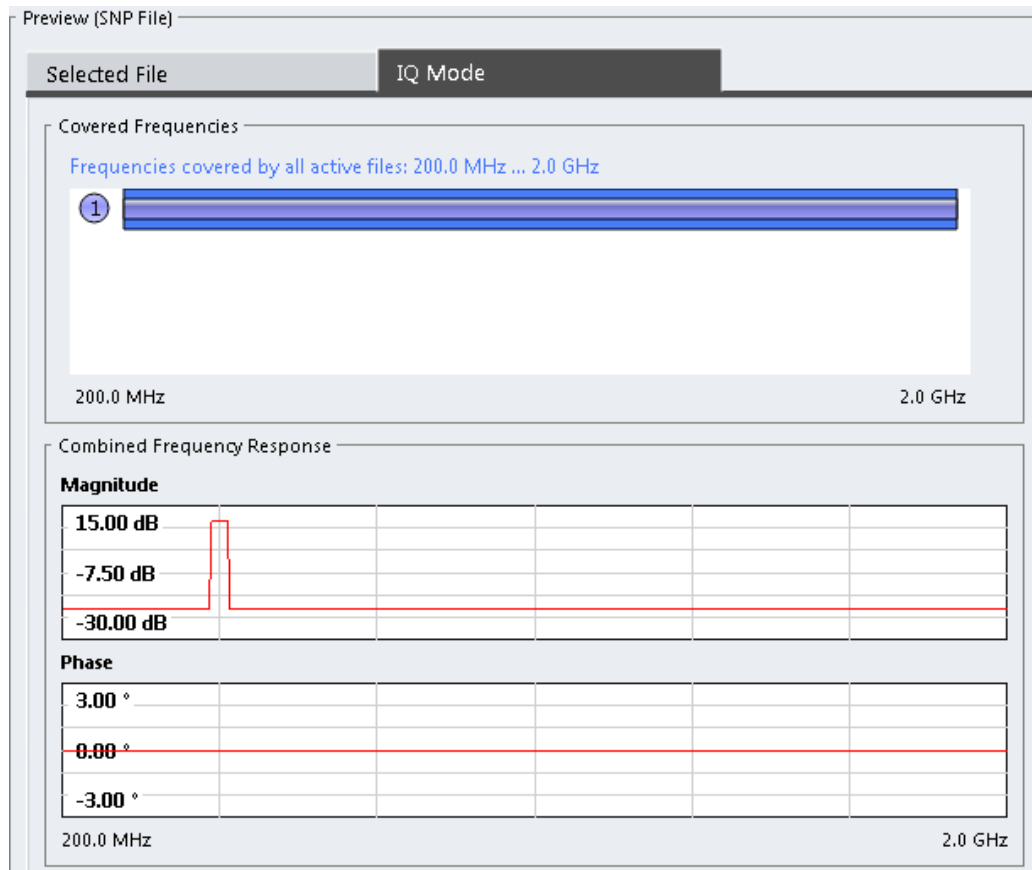 Preview (SNP File)
Selected File
IQ Mode
Covered Frequencies
Frequencies covered by all active files: 200.0 MHz ... 2.0 GHz
1
200.0 MHz 2.0 GHz
Combined Frequency Response
Magnitude
15.00 dB
-7.50 dB
-30.00 dB
Phase
3.00 °
0.00 °
-3.00 °
200.0 MHz 2.0 GHz